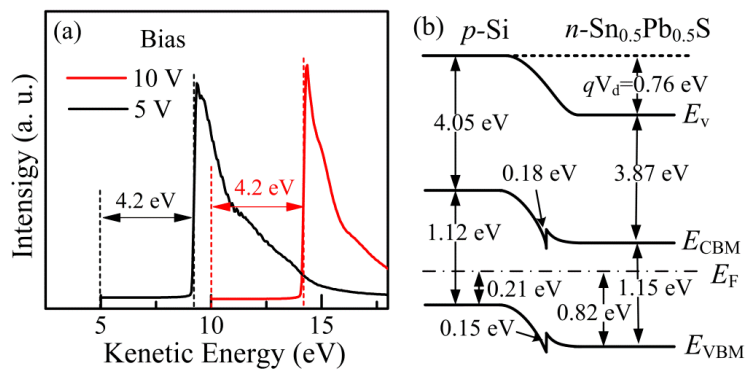 (a)
Bias
10 V
5 V
4.2 eV
4.2 eV
Intensigy (a. u.)
5
10
15
Kenetic Energy (eV)
(b)
p-Si
n-Sn0.5Pb0.5S
qVd=0.76 eV
Ev
4.05 eV
3.87 eV
0.18 eV
ECBM
1.12 eV
EF
0.21 eV
1.15 eV
0.82 eV
0.15 eV
EVBM